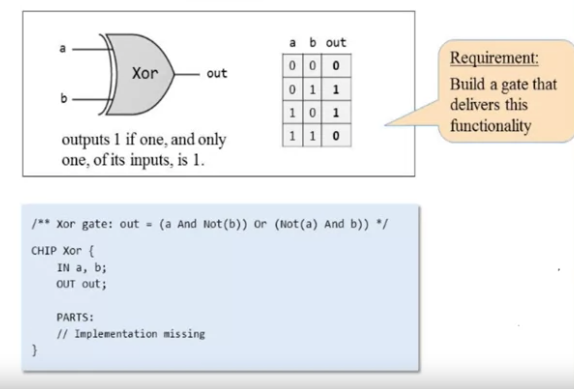 a
Xor
out
b
outputs 1 if one, and only
one, of its inputs, is 1.
a b out
0 0 0
0 1 1
1 0 1
1 1 0
Requirement:
Build a gate that
delivers this
functionality
/** Xor gate: out = (a And Not(b)) Or (Not(a) And b)) */
CHIP Xor {
IN a, b;
OUT out;
PARTS:
// Implementation missing
}